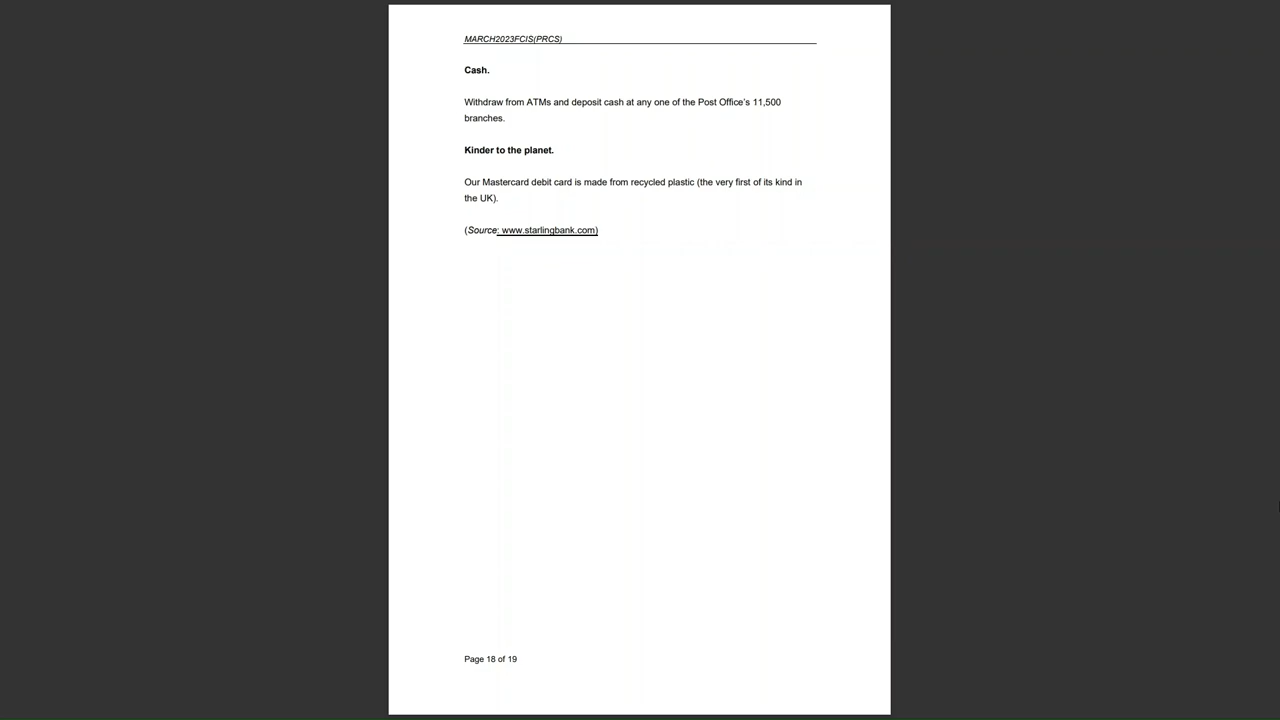 MARCH2023FCIS(PRCS)
Cash.
Withdraw from ATMs and deposit cash at any one of the Post Office's 11,500
branches.
Kinder to the planet.
Our Mastercard debit card is made from recycled plastic (the very first of its kind in
the UK).
(Source: www.starlingbank.com)
Page 18 of 19